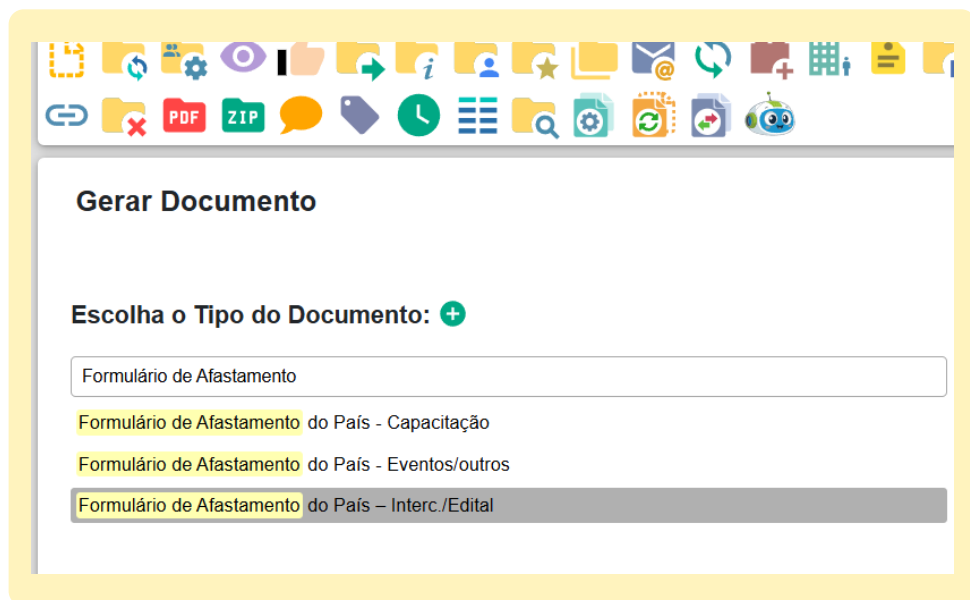 PDF ZIP
Gerar Documento
Escolha o Tipo do Documento:
Formulário de Afastamento
Formulário de Afastamento do País - Capacitação
Formulário de Afastamento do País - Eventos/outros
Formulário de Afastamento do País – Interc./Edital